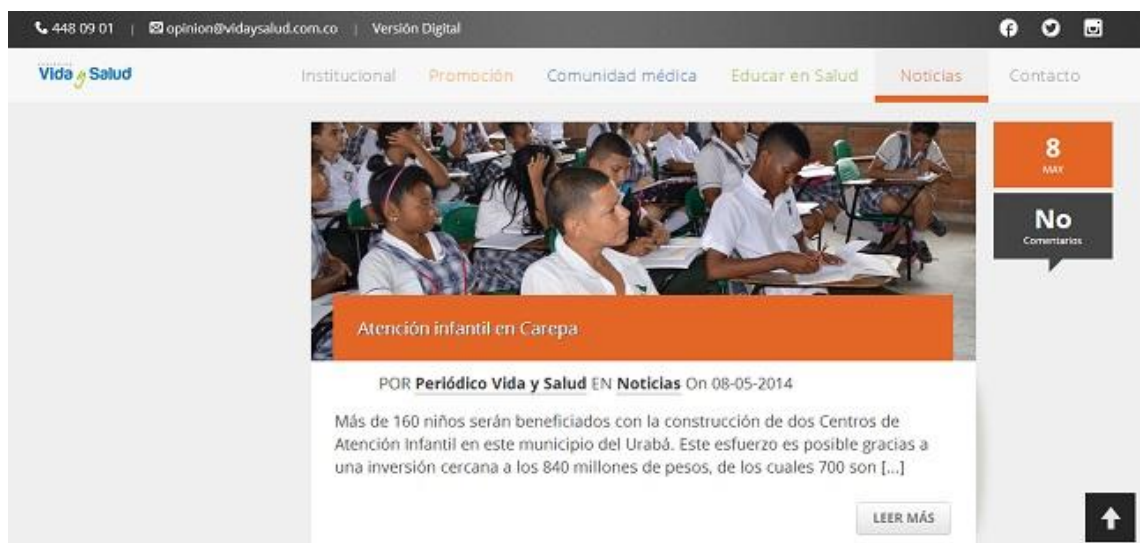 448 09 01 | opinion@vidaysalud.com.co | Versión Digital
Vida y Salud
Institucional Promoción Comunidad médica Educar en Salud Noticias Contacto
8
MAY
No
Comentarios
Atención infantil en Carepa
POR Periódico Vida y Salud EN Noticias On 08-05-2014
Más de 160 niños serán beneficiados con la construcción de dos Centros de
Atención Infantil en este municipio del Urabá. Este esfuerzo es posible gracias a
una inversión cercana a los 840 millones de pesos, de los cuales 700 son [...]
LEER MÁS